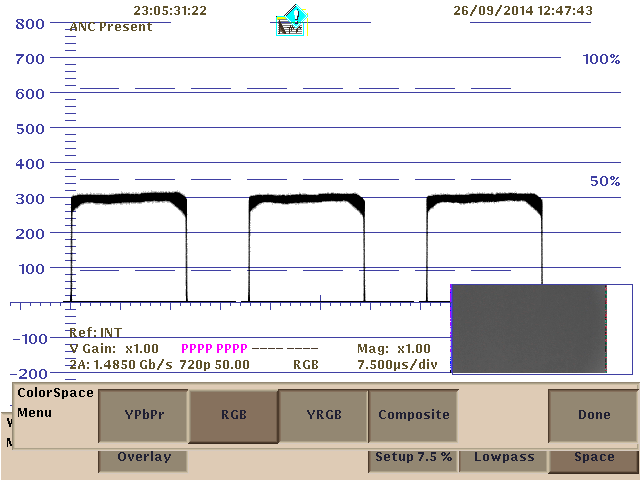 23:05:31:22 26/09/2014 12:47:43
800
ANC Present
700 100%
600
500
400
50%
300
200
100
-100
Ref: INT
∇ Gain: x1.00 PPPP PPPP ---- ---- Mag: x1.00
2A: 1.4850 Gb/s 720p 50.00 RGB 7.500µs/div
-200
ColorSpace
Menu
YPbPr RGB YRGB Composite Done
Overlay Setup 7.5 % Lowpass Space